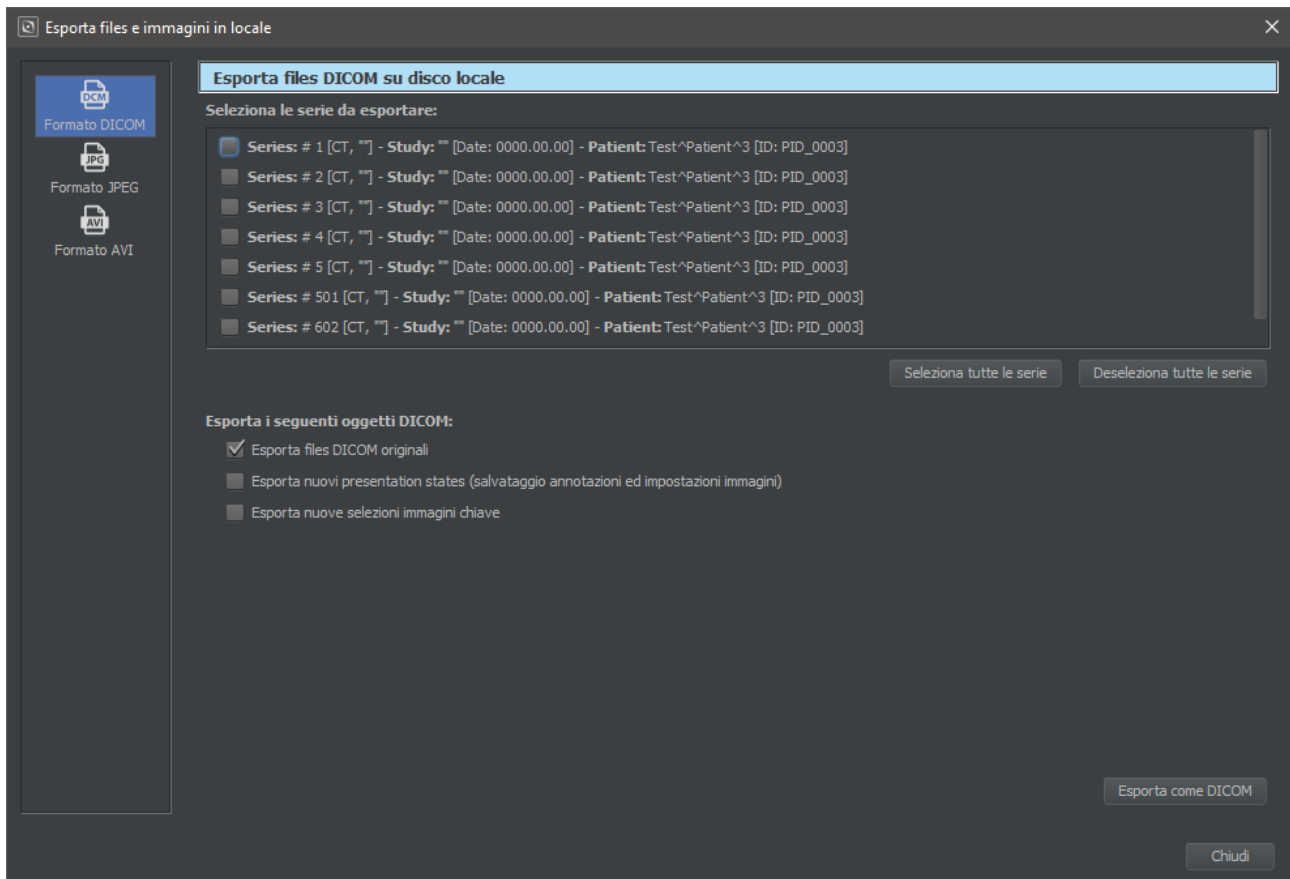 Esporta files e immagini in locale
DCM
Formato DICOM
JPG
Formato JPEG
AVI
Formato AVI
Esporta files DICOM su disco locale
Seleziona le serie da esportare:
Series: # 1 [CT, ""] - Study: "" [Date: 0000.00.00] - Patient: Test^Patient^3 [ID: PID_0003]
Series: # 2 [CT, ""] - Study: "" [Date: 0000.00.00] - Patient: Test^Patient^3 [ID: PID_0003]
Series: # 3 [CT, ""] - Study: "" [Date: 0000.00.00] - Patient: Test^Patient^3 [ID: PID_0003]
Series: # 4 [CT, ""] - Study: "" [Date: 0000.00.00] - Patient: Test^Patient^3 [ID: PID_0003]
Series: # 5 [CT, ""] - Study: "" [Date: 0000.00.00] - Patient: Test^Patient^3 [ID: PID_0003]
Series: # 501 [CT, ""] - Study: "" [Date: 0000.00.00] - Patient: Test^Patient^3 [ID: PID_0003]
Series: # 602 [CT, ""] - Study: "" [Date: 0000.00.00] - Patient: Test^Patient^3 [ID: PID_0003]
Seleziona tutte le serie Deseleziona tutte le serie
Esporta i seguenti oggetti DICOM:
Esporta files DICOM originali
Esporta nuovi presentation states (salvataggio annotazioni ed impostazioni immagini)
Esporta nuove selezioni immagini chiave
Esporta come DICOM
Chiudi